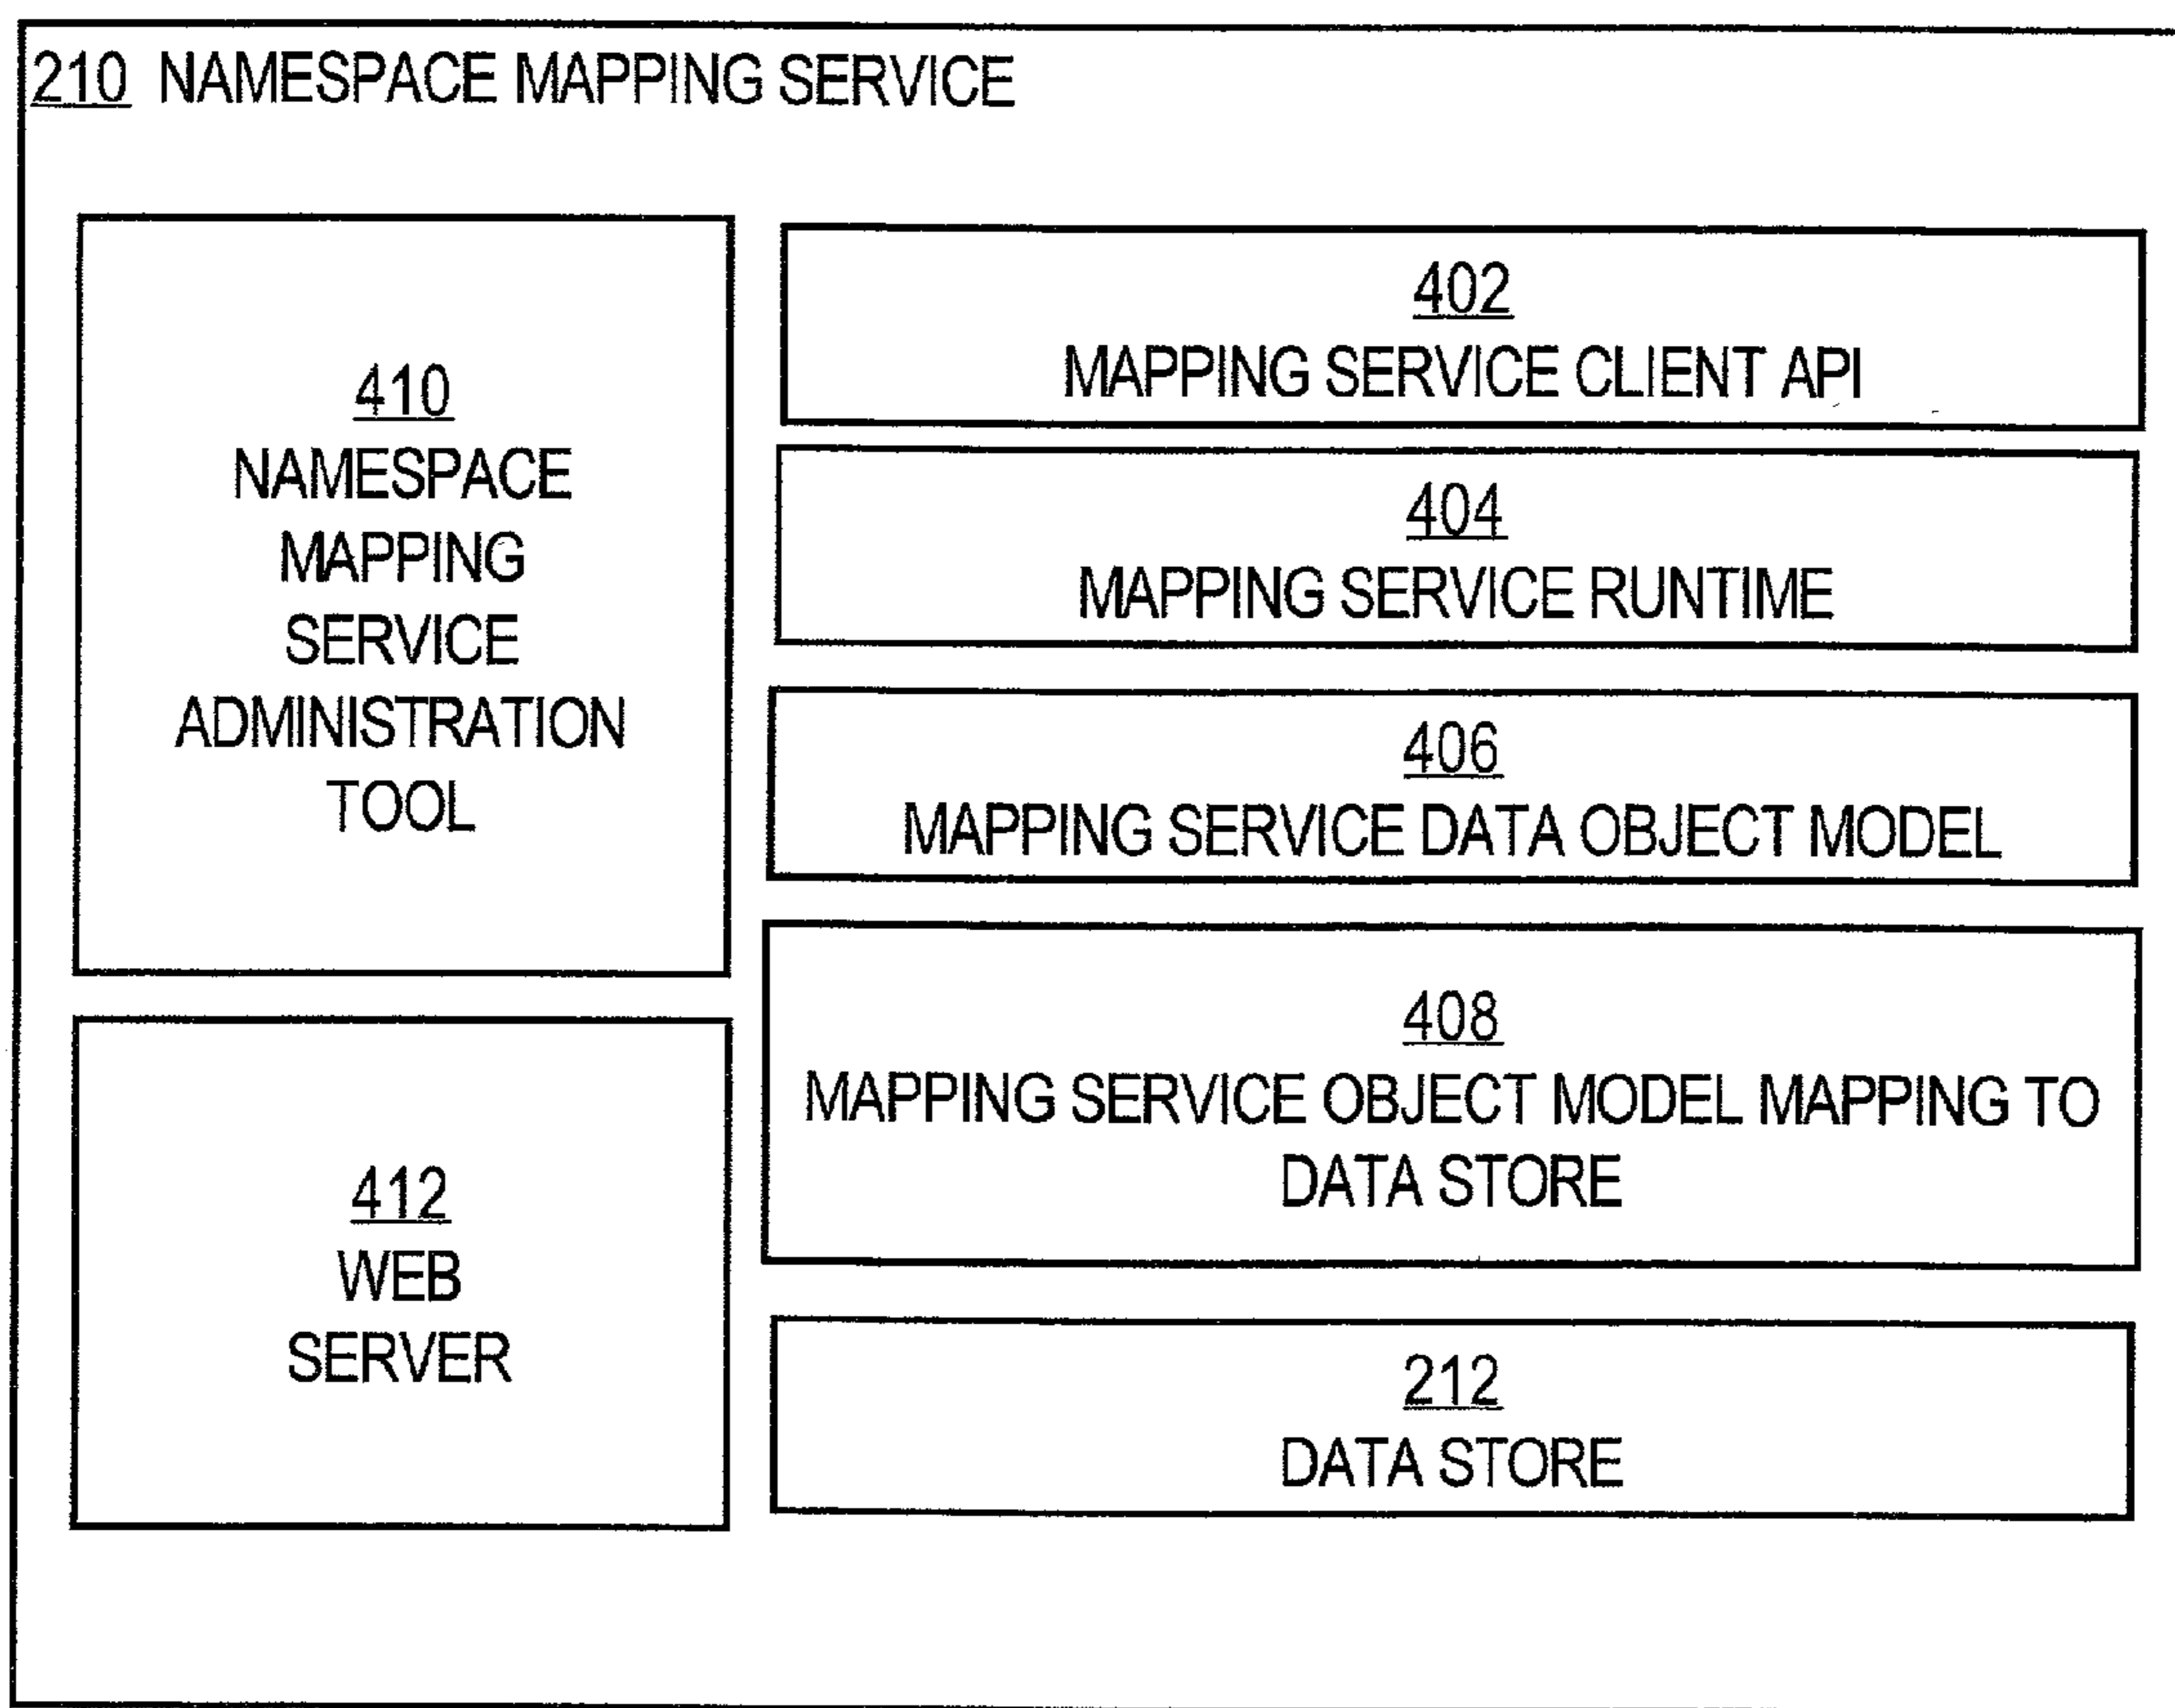 210 NAMESPACE MAPPING SERVICE
410
NAMESPACE
MAPPING
SERVICE
ADMINISTRATION
TOOL
412
WEB
SERVER
402
MAPPING SERVICE CLIENT API
404
MAPPING SERVICE RUNTIME
406
MAPPING SERVICE DATA OBJECT MODEL
408
MAPPING SERVICE OBJECT MODEL MAPPING TO
DATA STORE
212
DATA STORE